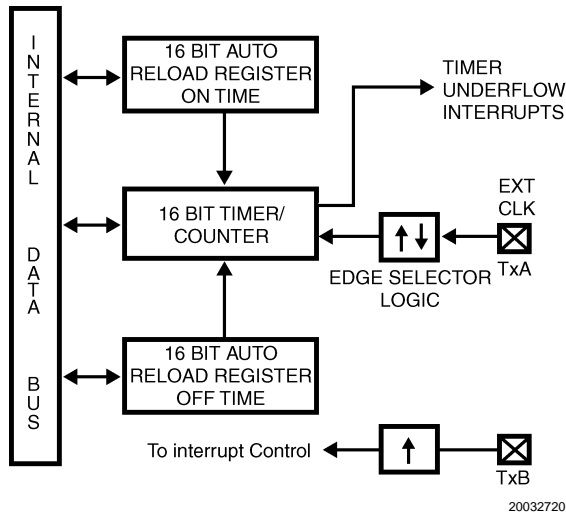 INTERNAL DATA BUS
16 BIT AUTO
RELOAD REGISTER
ON TIME
TIMER
UNDERFLOW
INTERRUPTS
16 BIT TIMER/
COUNTER
EXT
CLK
TxA
EDGE SELECTOR
LOGIC
16 BIT AUTO
RELOAD REGISTER
OFF TIME
To interrupt Control
TxB
20032720